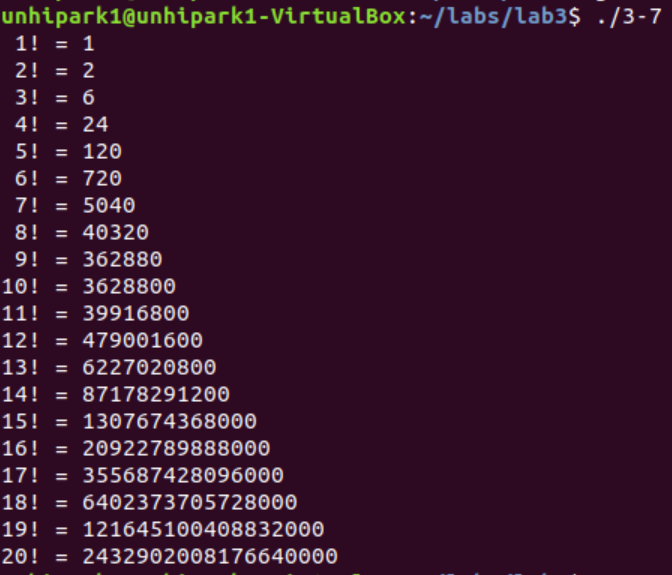 unhipark1@unhipark1-VirtualBox:~/labs/lab3$ ./3-7
 1! = 1
 2! = 2
 3! = 6
 4! = 24
 5! = 120
 6! = 720
 7! = 5040
 8! = 40320
 9! = 362880
10! = 3628800
11! = 39916800
12! = 479001600
13! = 6227020800
14! = 87178291200
15! = 1307674368000
16! = 20922789888000
17! = 355687428096000
18! = 6402373705728000
19! = 121645100408832000
20! = 2432902008176640000